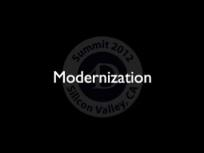 Summit 2012
Modernization
Silicon Valley, CA